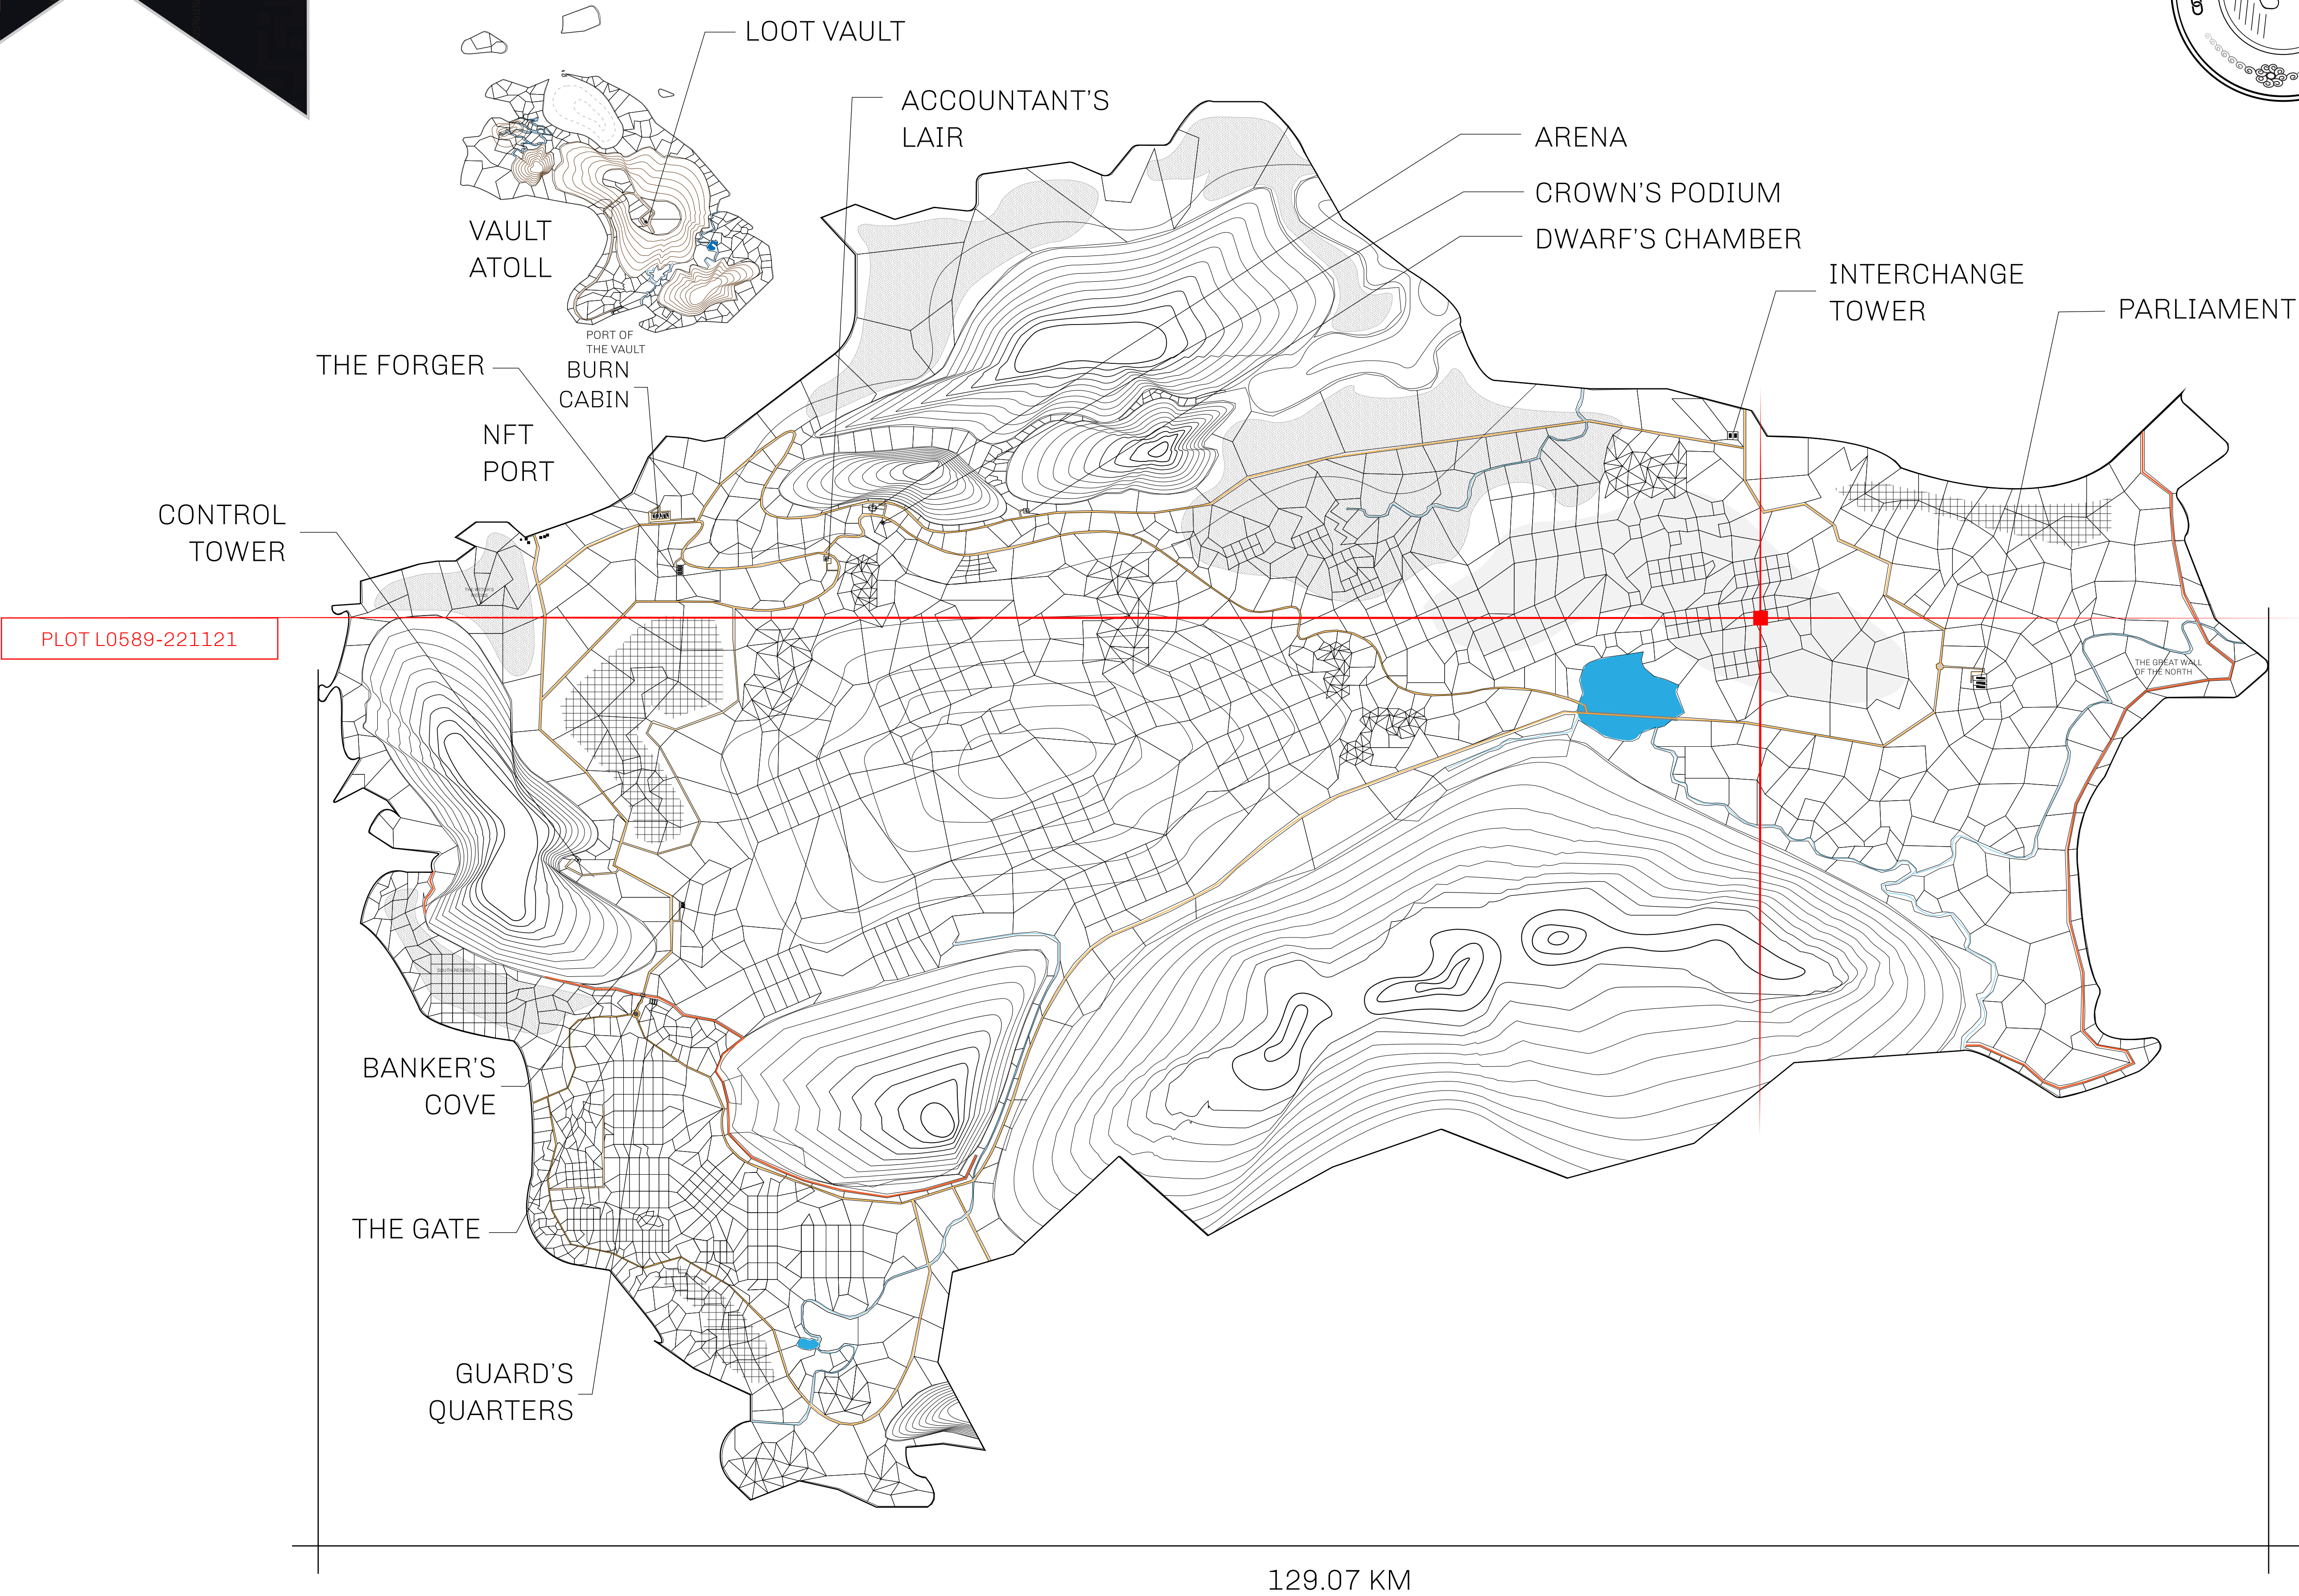 LOOT VAULT
ACCOUNTANT'S
LAIR
ARENA
CROWN'S PODIUM
DWARF'S CHAMBER
VAULT
ATOLL
INTERCHANGE
TOWER
PARLIAMENT
PORT OF
THE VAULT
THE FORGER
BURN
CABIN
NFT
PORT
CONTROL
TOWER
PLOT L0589-221121
THE GREAT WALL
OF THE NORTH
SOUTH RESERVE
BANKER'S
COVE
THE GATE
GUARD'S
QUARTERS
129.07 KM